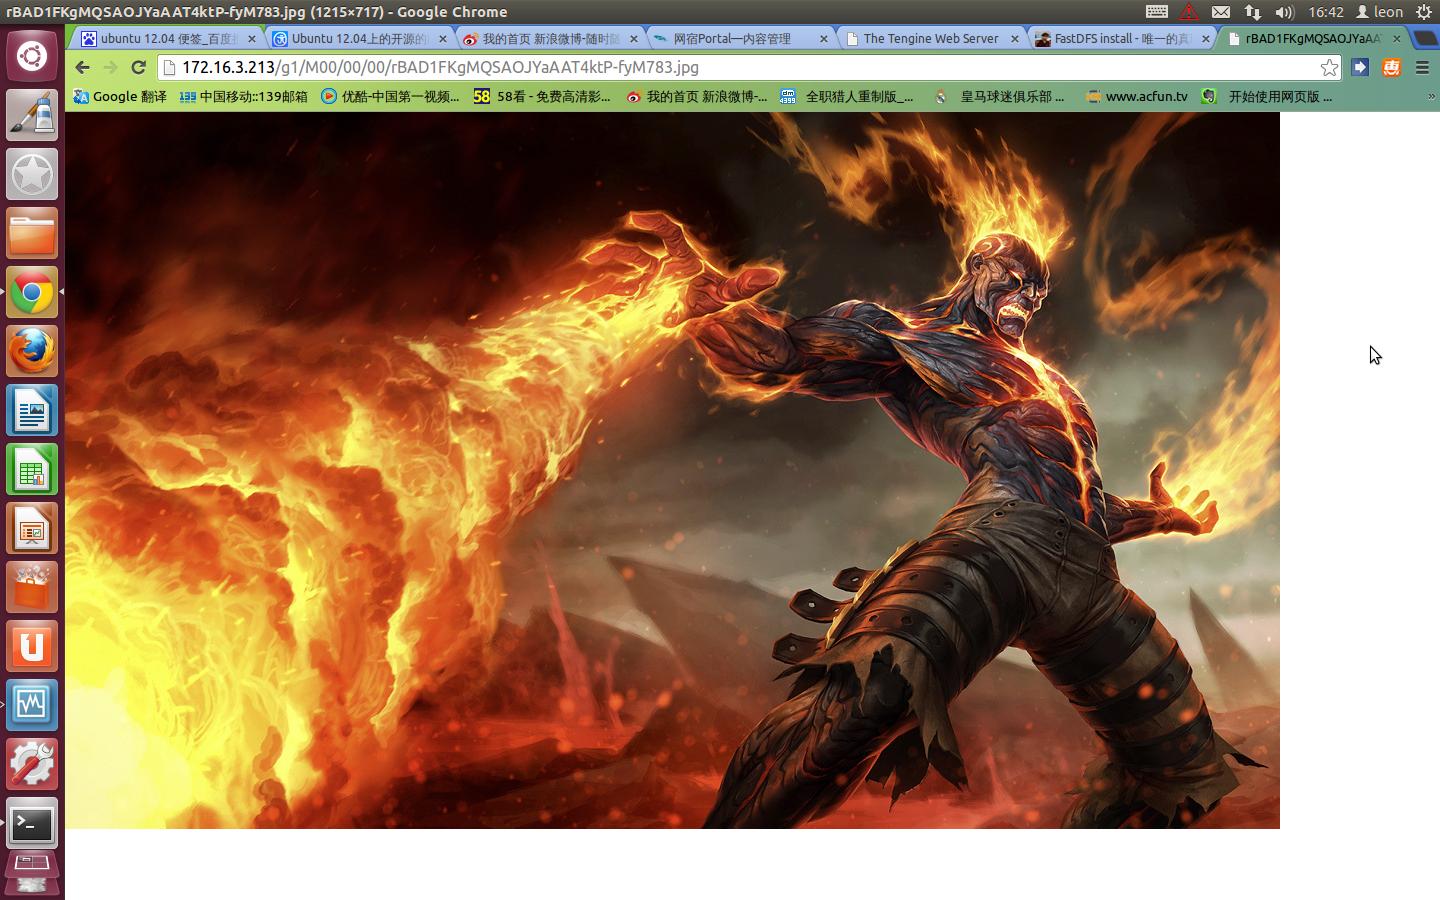 rBAD1FKgMQSAOJYaAAT4ktP-fyM783.jpg (1215×717) - Google Chrome
16:42 leon
ubuntu 12.04 便签_百度
Ubuntu 12.04上的开源的
我的首页 新浪微博-随时随
网宿Portal—内容管理
The Tengine Web Server
FastDFS install - 唯一的真
rBAD1FKgMQSAOJYaAA
172.16.3.213/g1/M00/00/00/rBAD1FKgMQSAOJYaAAT4ktP-fyM783.jpg
Google 翻译
中国移动::139邮箱
优酷-中国第一视频...
58看 - 免费高清影...
我的首页 新浪微博-...
全职猎人重制版_...
皇马球迷俱乐部 ...
www.acfun.tv
开始使用网页版 ...
»